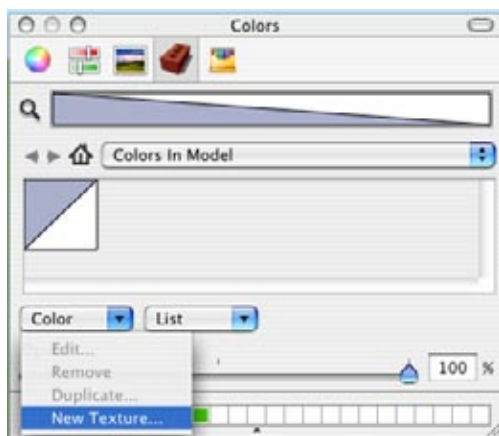 Colors
Colors In Model
Color
List
Edit...
Remove
Duplicate...
New Texture...
100 %